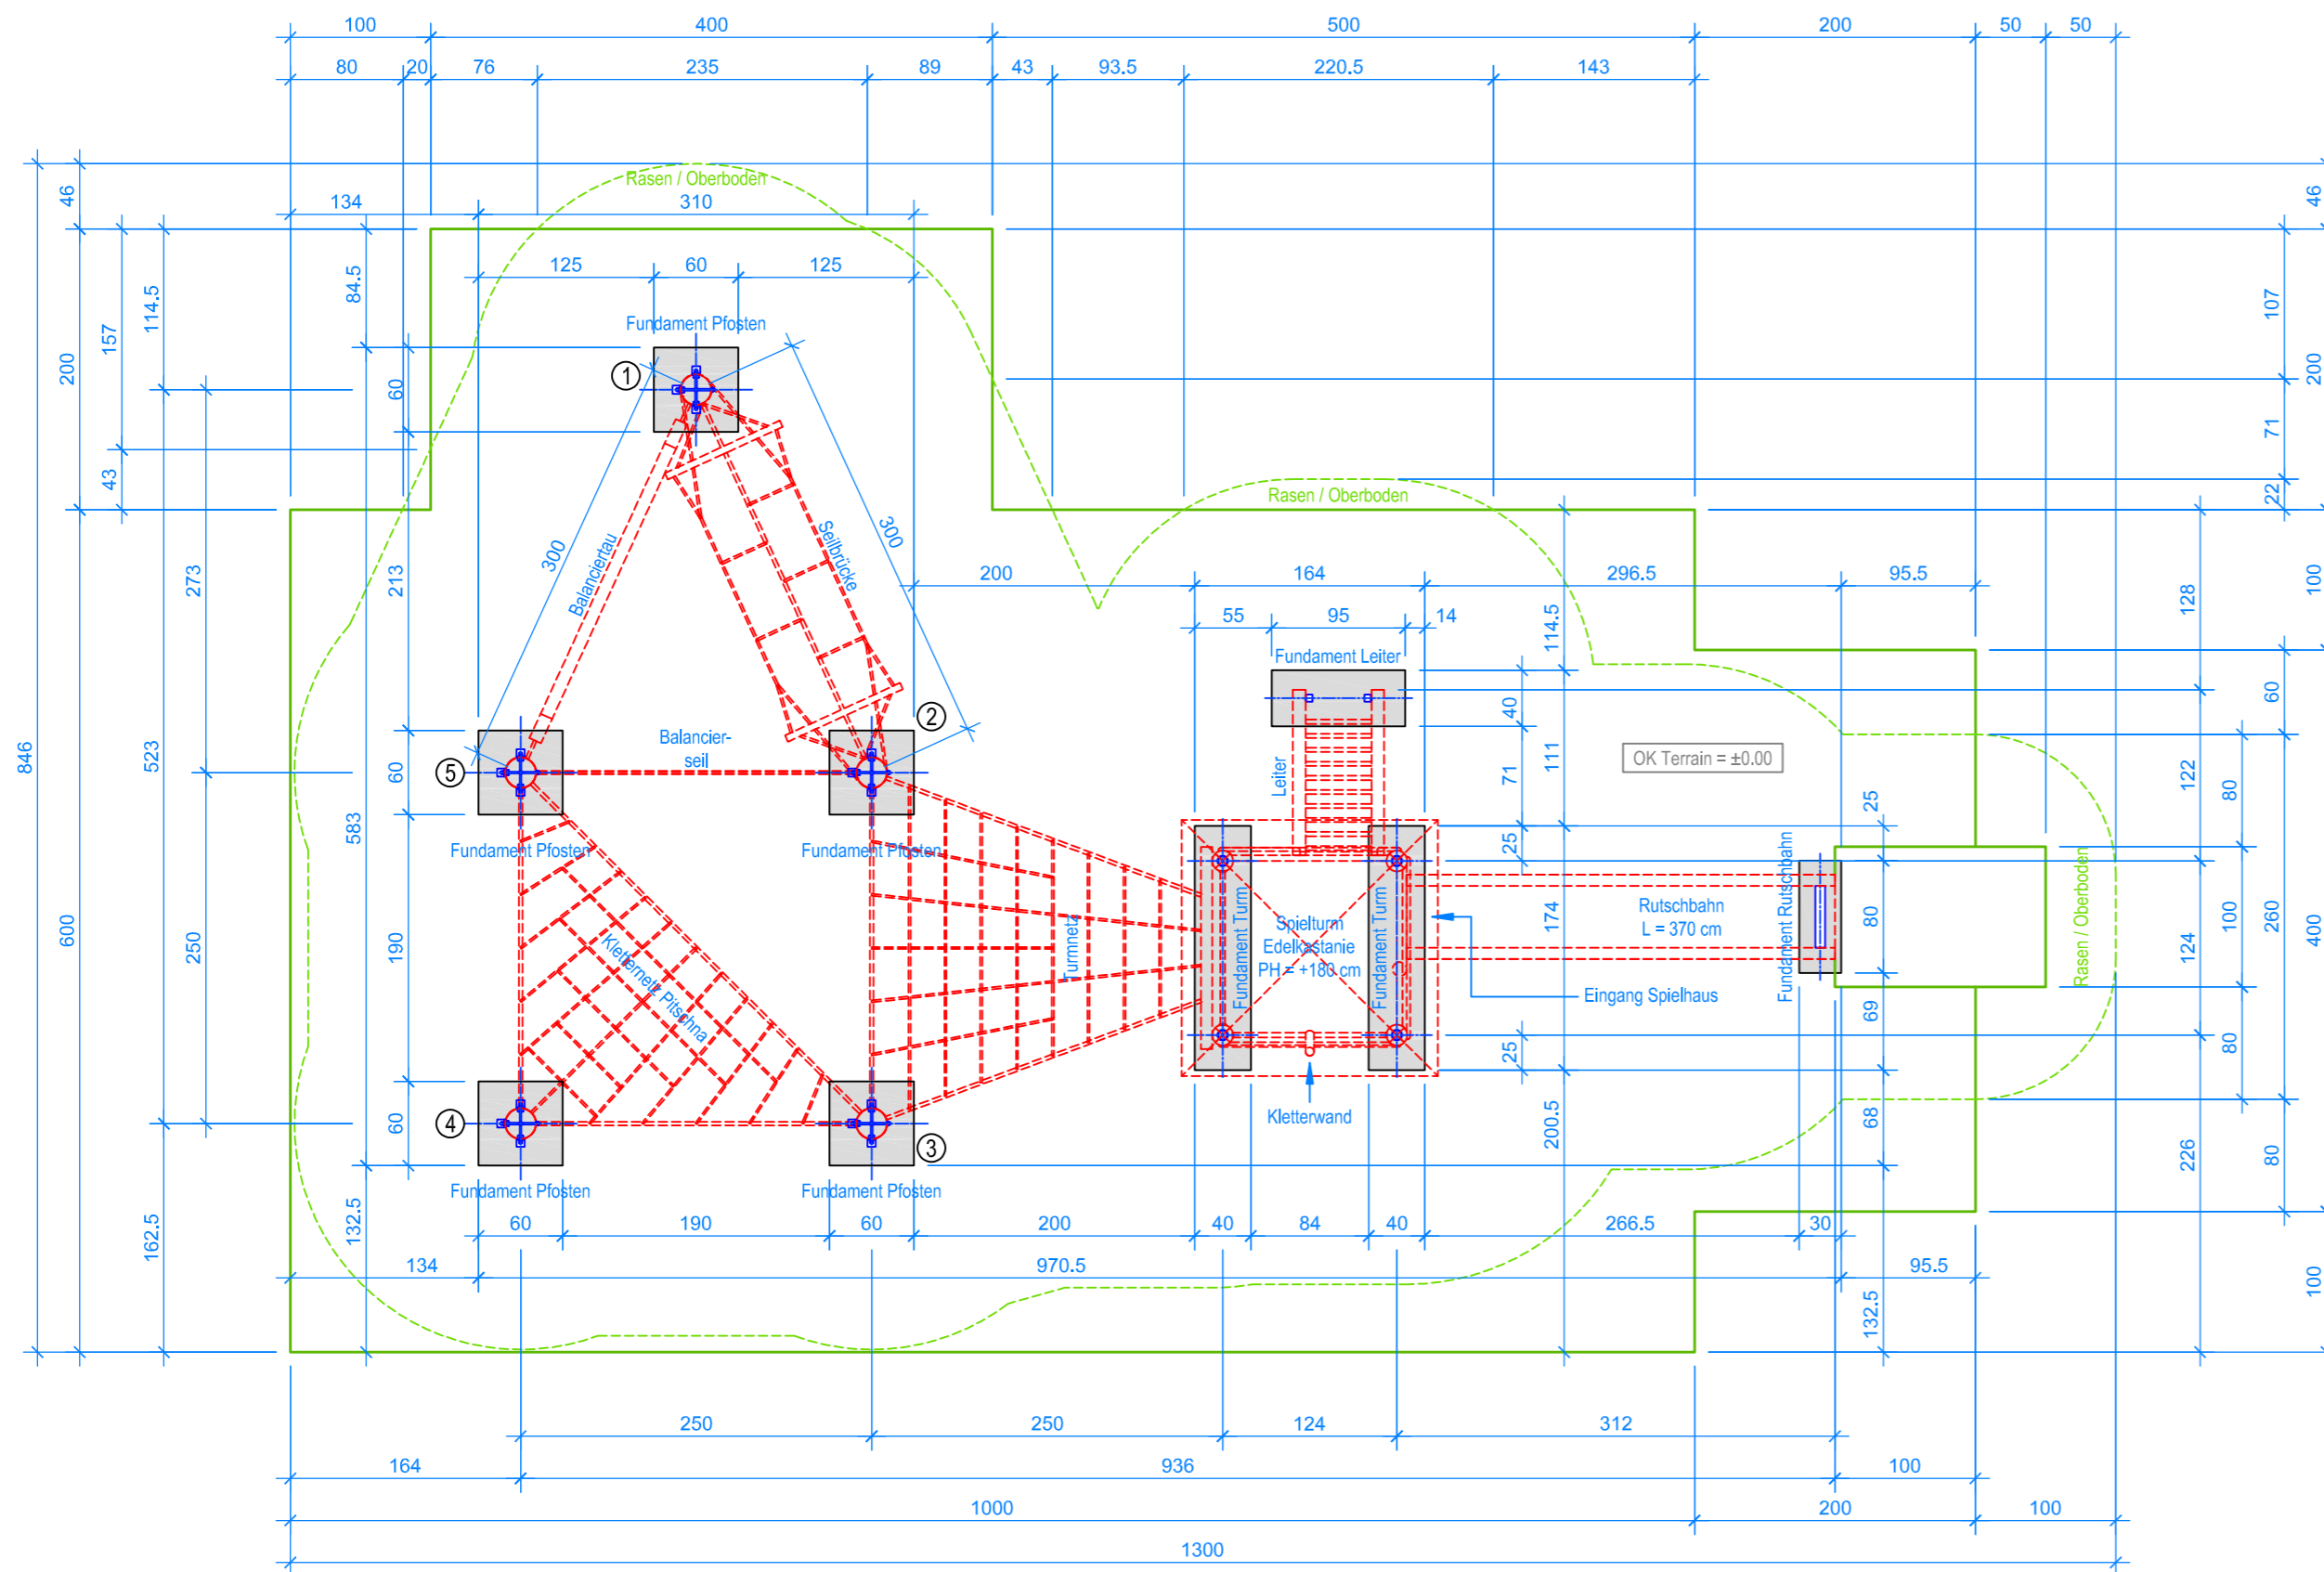 100 400 500 200 50 50
80 20 76 235 89 43 93.5 220.5 143
Rasen / Oberboden
134 310
125 60 125
Fundament Pfosten
1
846
46
200
600
157
43
114.5
523
162.5
273
250
84.5
583
132.5
60
213
60
190
60
300
Balanciertau
Seilbrücke
300
2
Balancier-
seil
5
Fundament Pfosten
Fundament Pfosten
Kletternetz Pitschna
Turmnetz
4
3
Fundament Pfosten
Fundament Pfosten
Rasen / Oberboden
200 164 296.5 95.5
55 95 14
Fundament Leiter
Leiter
40
71
25
25
114.5
111
174
200.5
OK Terrain = ±0.00
Fundament Turm
Spielturm
Edelkastanie
PH = +180 cm
Fundament Turm
Rutschbahn
L = 370 cm
Fundament Rutschbahn
Eingang Spielhaus
Kletterwand
25
80
69
68
132.5
Rasen / Oberboden
128
122
124
226
80
100
80
60
260
80
107
71
22
46
200
100
400
100
60 190 60 200 40 84 40 266.5 30
134 970.5 95.5
250 250 124 312
164 936 100
1000 200 100
1300